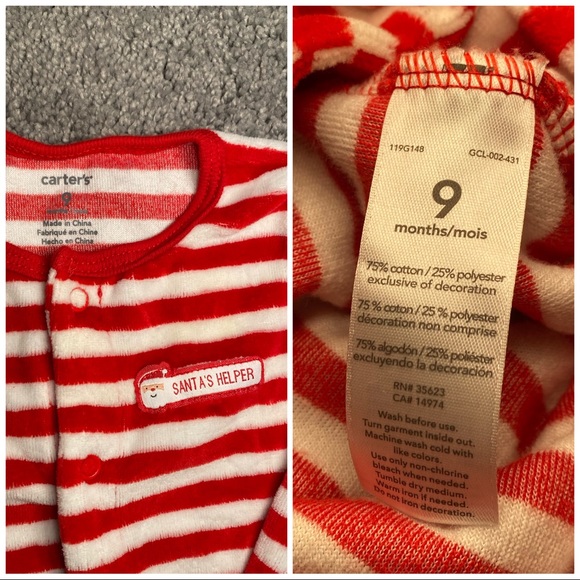 carter's
9
Made in China
Fabriqué en China
Hecho en China
SANTA'S HELPER
119G148
GCL-002-431
9
months/mois
75% cotton / 25% polyester
exclusive of decoration
75 % coton / 25 % polyester
décoration non comprise
75% algodón / 25% poliéster
excluyendo la decoración
RN# 35623
CA# 14974
Wash before use.
Turn garment inside out.
Machine wash cold with
like colors.
Use only non-chlorine
bleach when needed.
Tumble dry medium.
Warm iron if needed.
Do not iron decoration.